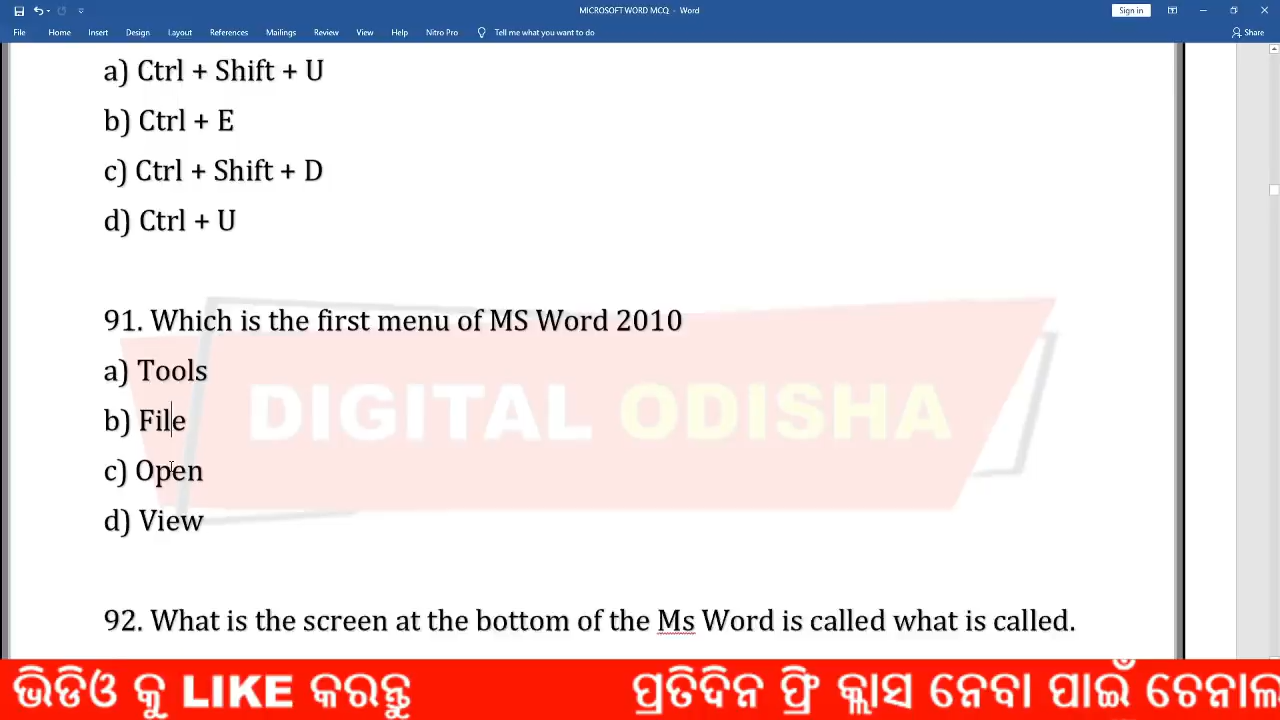 MICROSOFT WORD MCQ - Word
Sign in
File Home Insert Design Layout References Mailings Review View Help Nitro Pro Tell me what you want to do Share
a) Ctrl + Shift + U
b) Ctrl + E
c) Ctrl + Shift + D
d) Ctrl + U
91. Which is the first menu of MS Word 2010
a) Tools
b) File
DIGITAL ODISHA
c) Open
d) View
92. What is the screen at the bottom of the Ms Word is called what is called.
ଭିଡିଓ କୁ LIKE କରନ୍ତୁ ପ୍ରତିଦିନ ଫ୍ରି କ୍ଲାସ ନେବା ପାଇଁ ଚେନାଲ